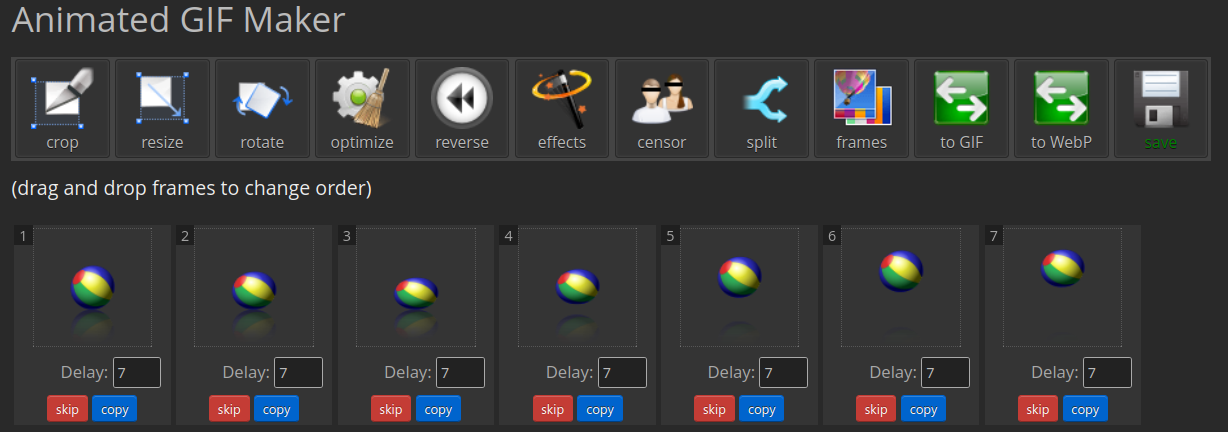 Animated GIF Maker
crop resize rotate optimize reverse effects censor split frames to GIF to WebP save
(drag and drop frames to change order)
1 2 3 4 5 6 7
Delay: 7 Delay: 7 Delay: 7 Delay: 7 Delay: 7 Delay: 7 Delay: 7
skip copy skip copy skip copy skip copy skip copy skip copy skip copy